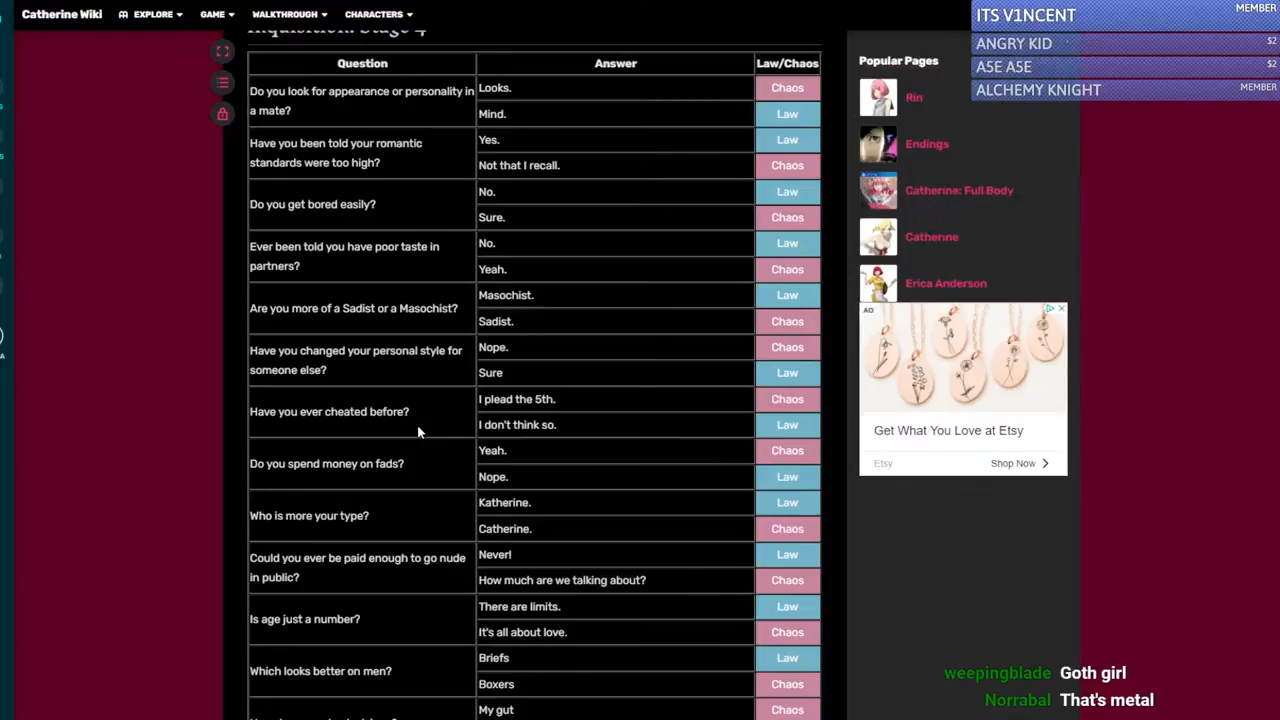 Catherine Wiki
EXPLORE
GAME
WALKTHROUGH
CHARACTERS
Inquisition: Stage 4
Question Answer Law/Chaos
Do you look for appearance or personality in
a mate?
Looks. Chaos
Mind. Law
Have you been told your romantic
standards were too high?
Yes. Law
Not that I recall. Chaos
Do you get bored easily?
No. Law
Sure. Chaos
Ever been told you have poor taste in
partners?
No. Law
Yeah. Chaos
Are you more of a Sadist or a Masochist?
Masochist. Law
Sadist. Chaos
Have you changed your personal style for
someone else?
Nope. Chaos
Sure Law
Have you ever cheated before?
I plead the 5th. Chaos
I don't think so. Law
Do you spend money on fads?
Yeah. Chaos
Nope. Law
Who is more your type?
Katherine. Law
Catherine. Chaos
Could you ever be paid enough to go nude
in public?
Never! Law
How much are we talking about? Chaos
Is age just a number?
There are limits. Law
It's all about love. Chaos
Which looks better on men?
Briefs Law
Boxers Chaos
My gut Chaos
Popular Pages
Rin
Endings
Catherine: Full Body
Catherine
Erica Anderson
AD
Get What You Love at Etsy
Etsy Shop Now
ITS V1NCENT MEMBER
ANGRY KID $2
A5E A5E $2
ALCHEMY KNIGHT MEMBER
weepingblade Goth girl
Norrabal That's metal